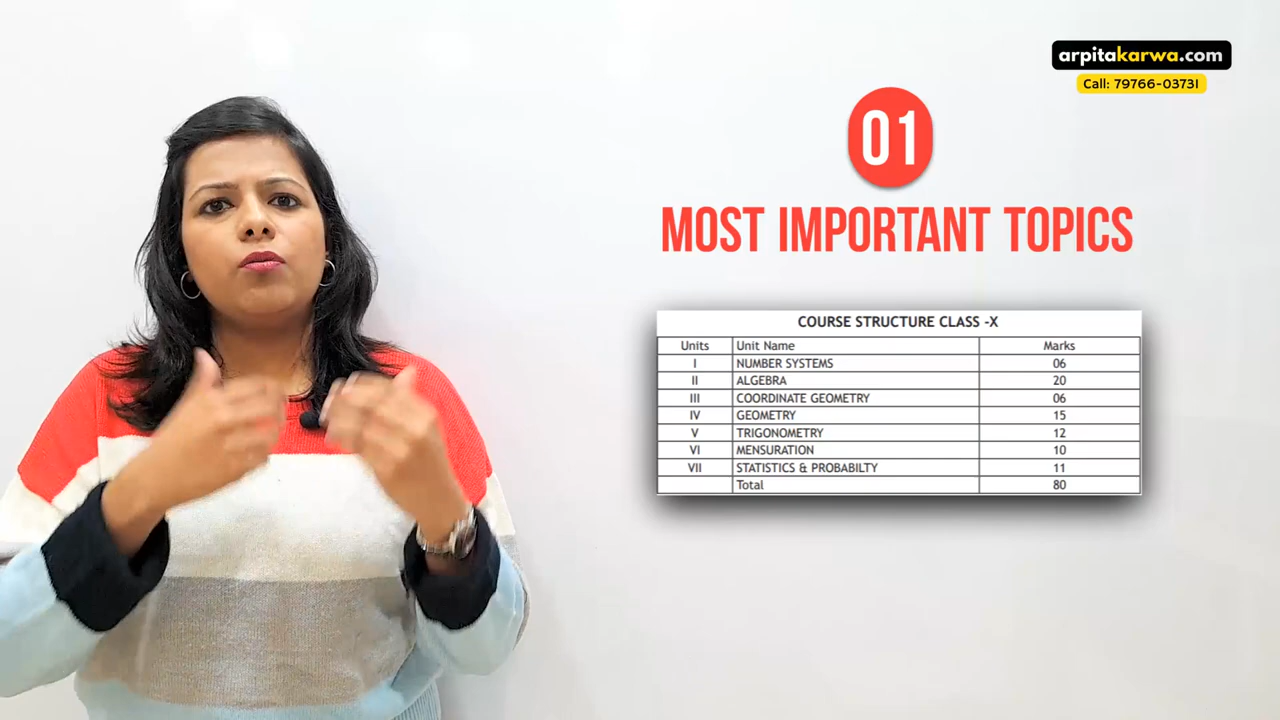 arpitakarwa.com
Call: 79766-03731
01
MOST IMPORTANT TOPICS
COURSE STRUCTURE CLASS -X
Units Unit Name Marks
I NUMBER SYSTEMS 06
II ALGEBRA 20
III COORDINATE GEOMETRY 06
IV GEOMETRY 15
V TRIGONOMETRY 12
VI MENSURATION 10
VII STATISTICS & PROBABILTY 11
Total 80